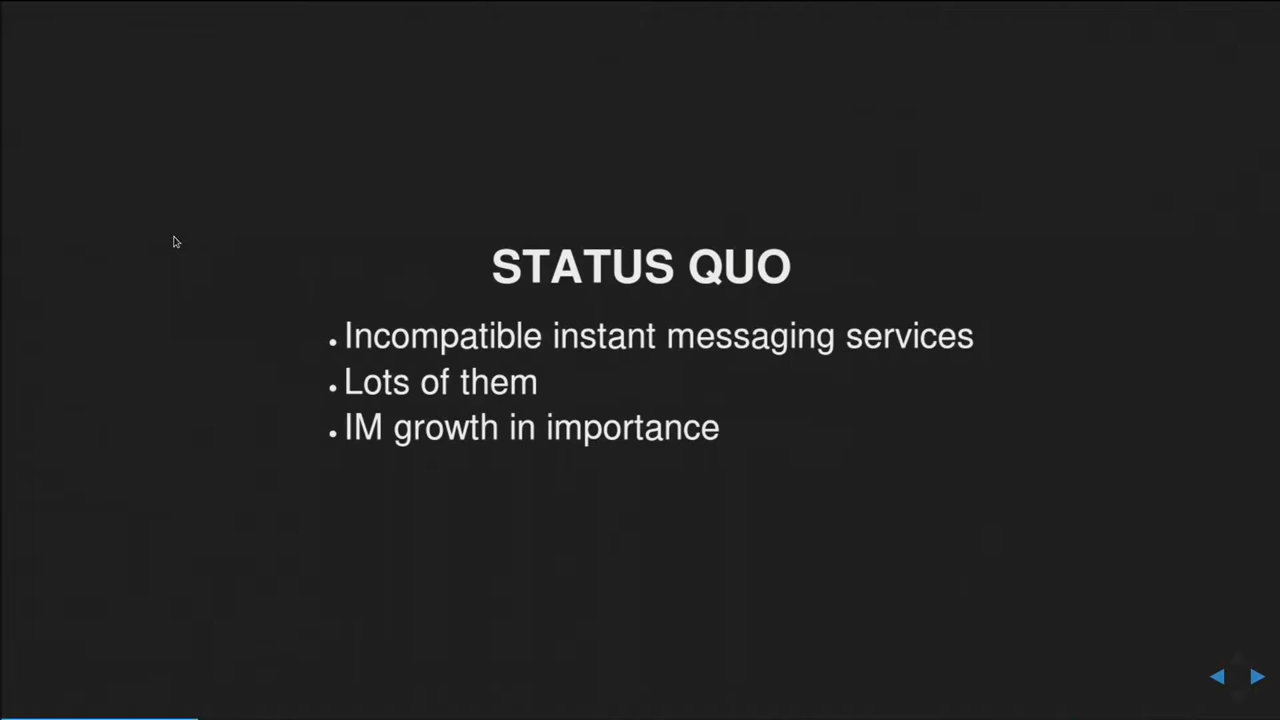 STATUS QUO
• Incompatible instant messaging services
• Lots of them
• IM growth in importance